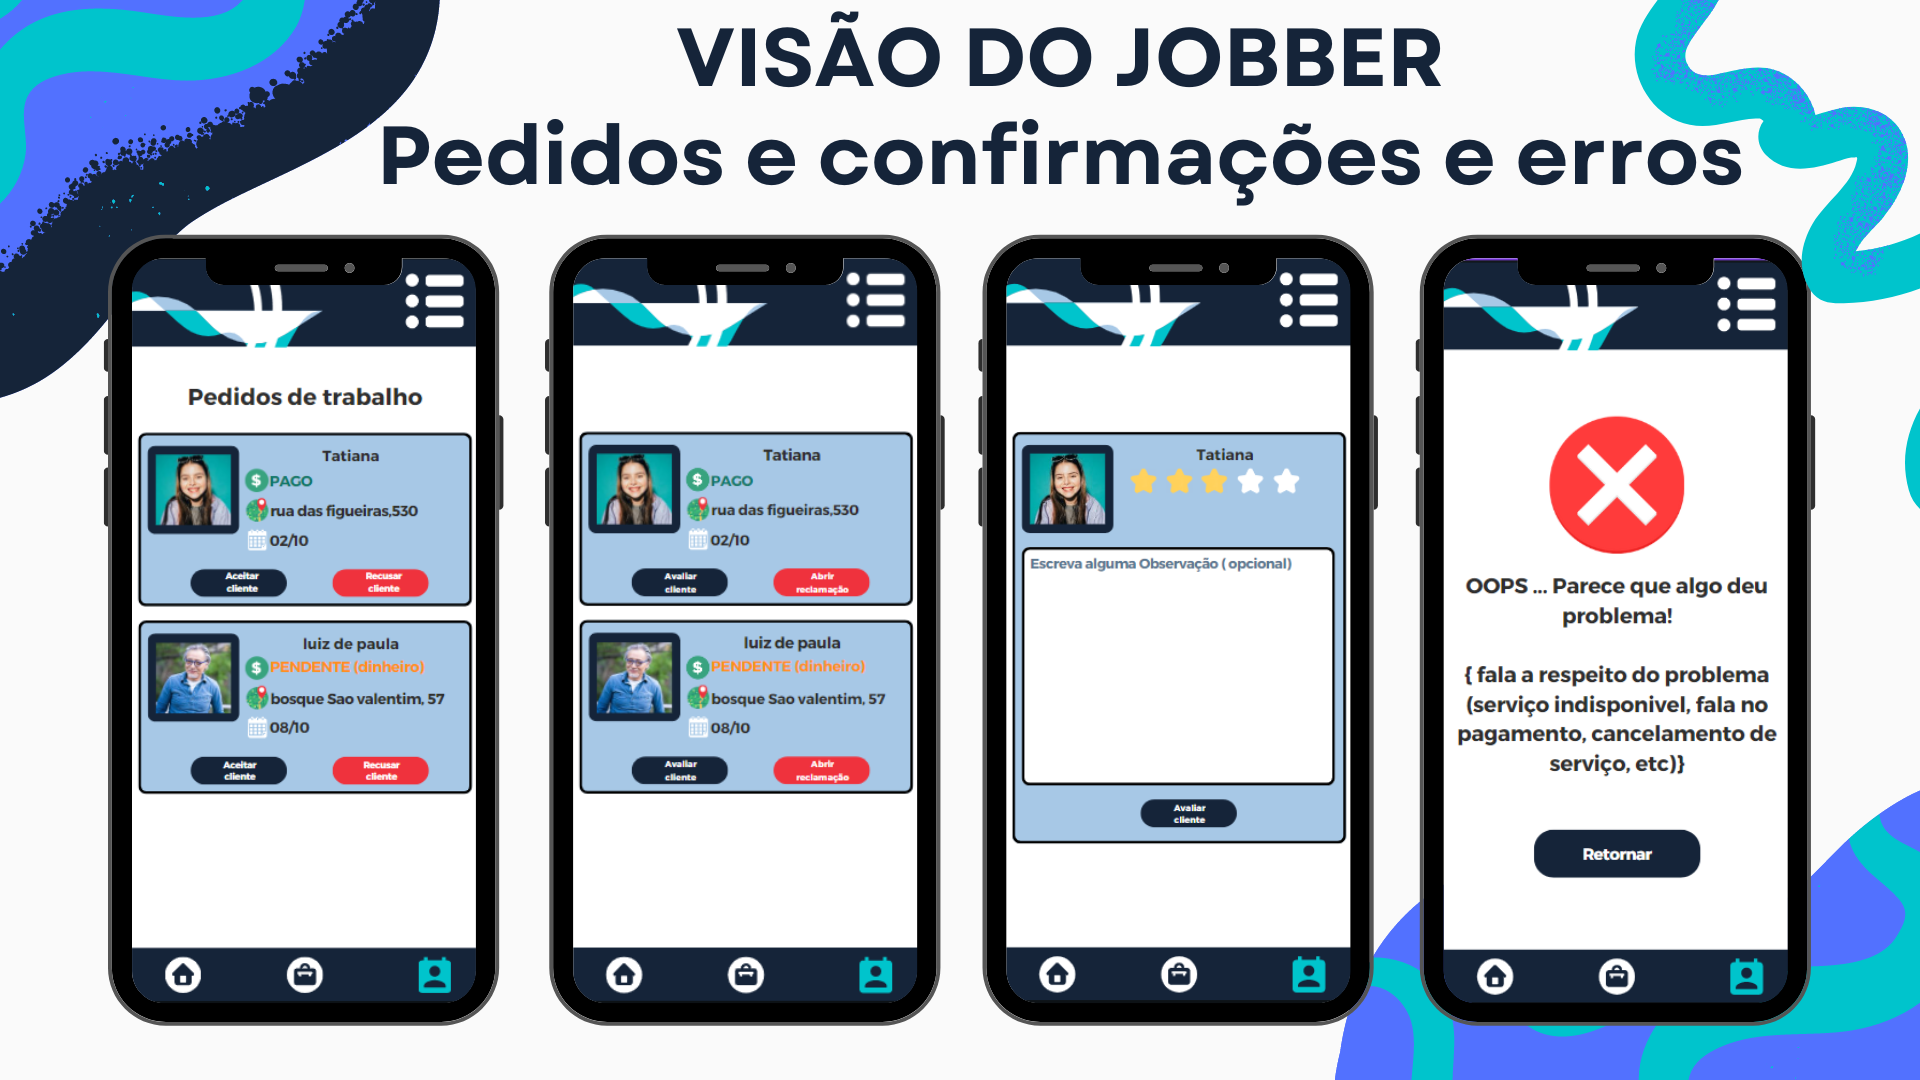 VISÃO DO JOBBER
Pedidos e confirmações e erros
Pedidos de trabalho
Tatiana
$ PAGO
rua das figueiras,530
02/10
Aceitar
cliente
Recusar
cliente
luiz de paula
$ PENDENTE (dinheiro)
bosque Sao valentim, 57
08/10
Aceitar
cliente
Recusar
cliente
Tatiana
$ PAGO
rua das figueiras,530
02/10
Avaliar
cliente
Abrir
reclamação
luiz de paula
$ PENDENTE (dinheiro)
bosque Sao valentim, 57
08/10
Avaliar
cliente
Abrir
reclamação
Tatiana
Escreva alguma Observação ( opcional)
Avaliar
cliente
OOPS ... Parece que algo deu
problema!
{ fala a respeito do problema
(serviço indisponivel, fala no
pagamento, cancelamento de
serviço, etc)}
Retornar